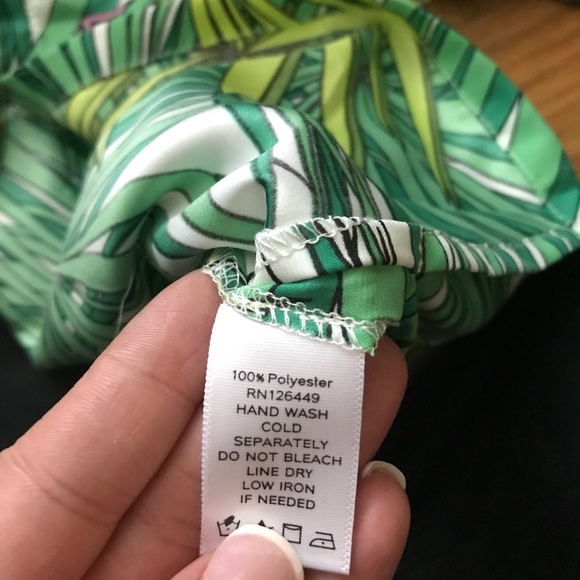 100% Polyester
RN126449
HAND WASH
COLD
SEPARATELY
DO NOT BLEACH
LINE DRY
LOW IRON
IF NEEDED